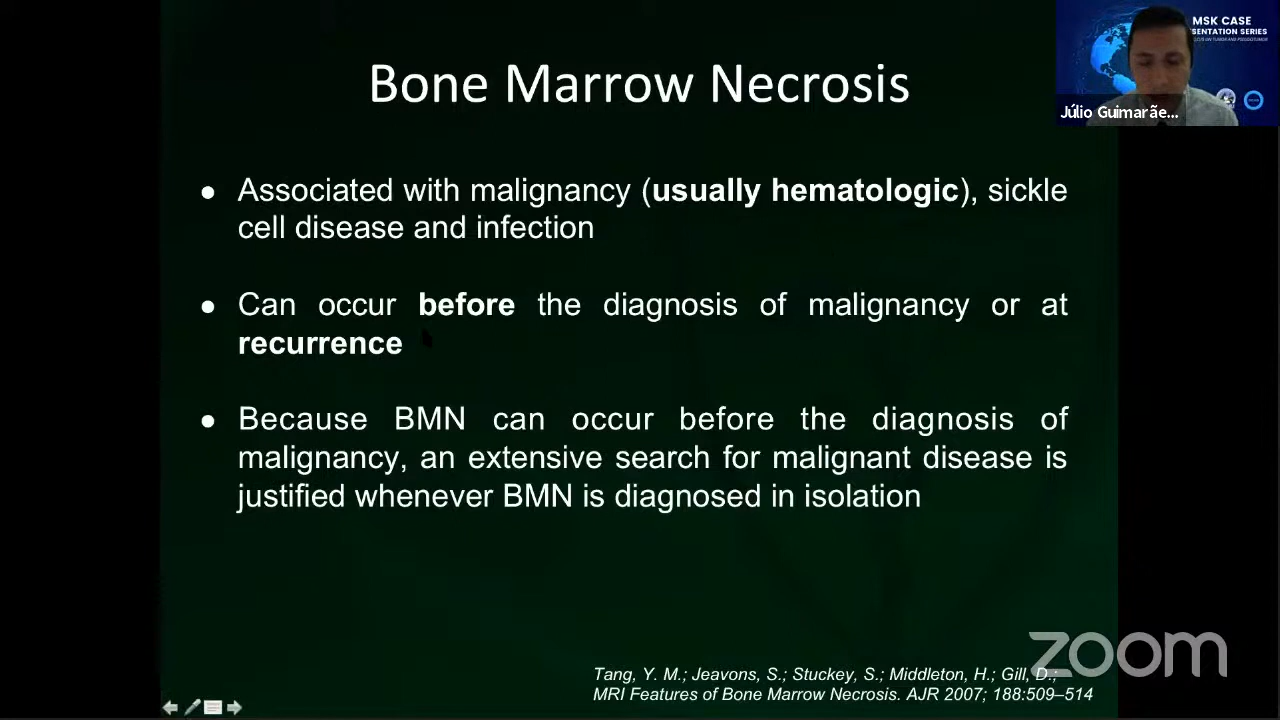 MSK CASE
SENTATION SERIES
Júlio Guimarãe...
Bone Marrow Necrosis
● Associated with malignancy (usually hematologic), sickle
cell disease and infection
● Can occur before the diagnosis of malignancy or at
recurrence
● Because BMN can occur before the diagnosis of
malignancy, an extensive search for malignant disease is
justified whenever BMN is diagnosed in isolation
zoom
Tang, Y. M.; Jeavons, S.; Stuckey, S.; Middleton, H.; Gill, D.;
MRI Features of Bone Marrow Necrosis. AJR 2007; 188:509–514